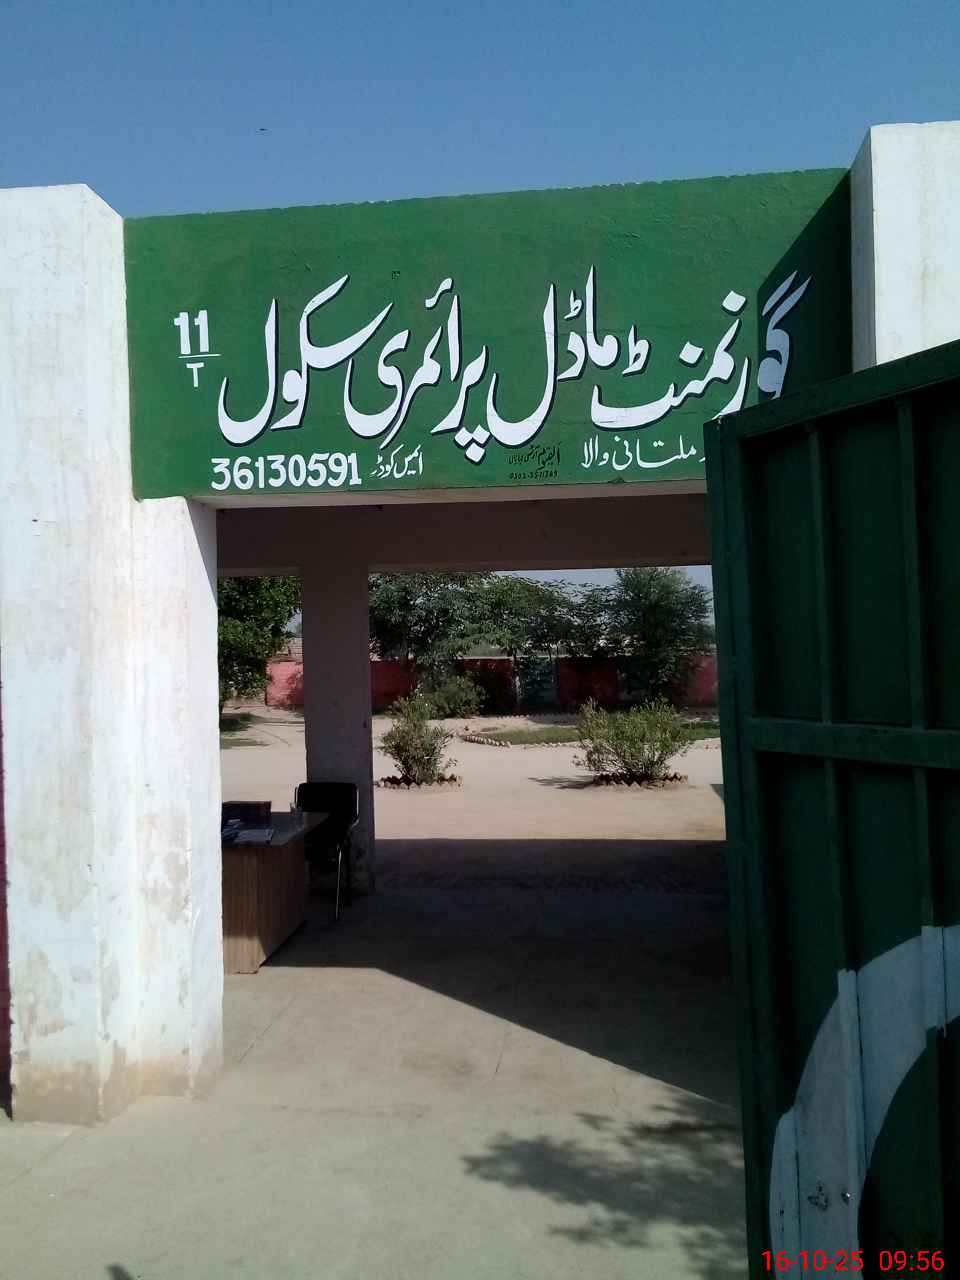 گورنمنٹ ماڈل پرائمری سکول 11/T
ملتانی والا
ایمس کوڈ 36130591
16-10-25 09:56